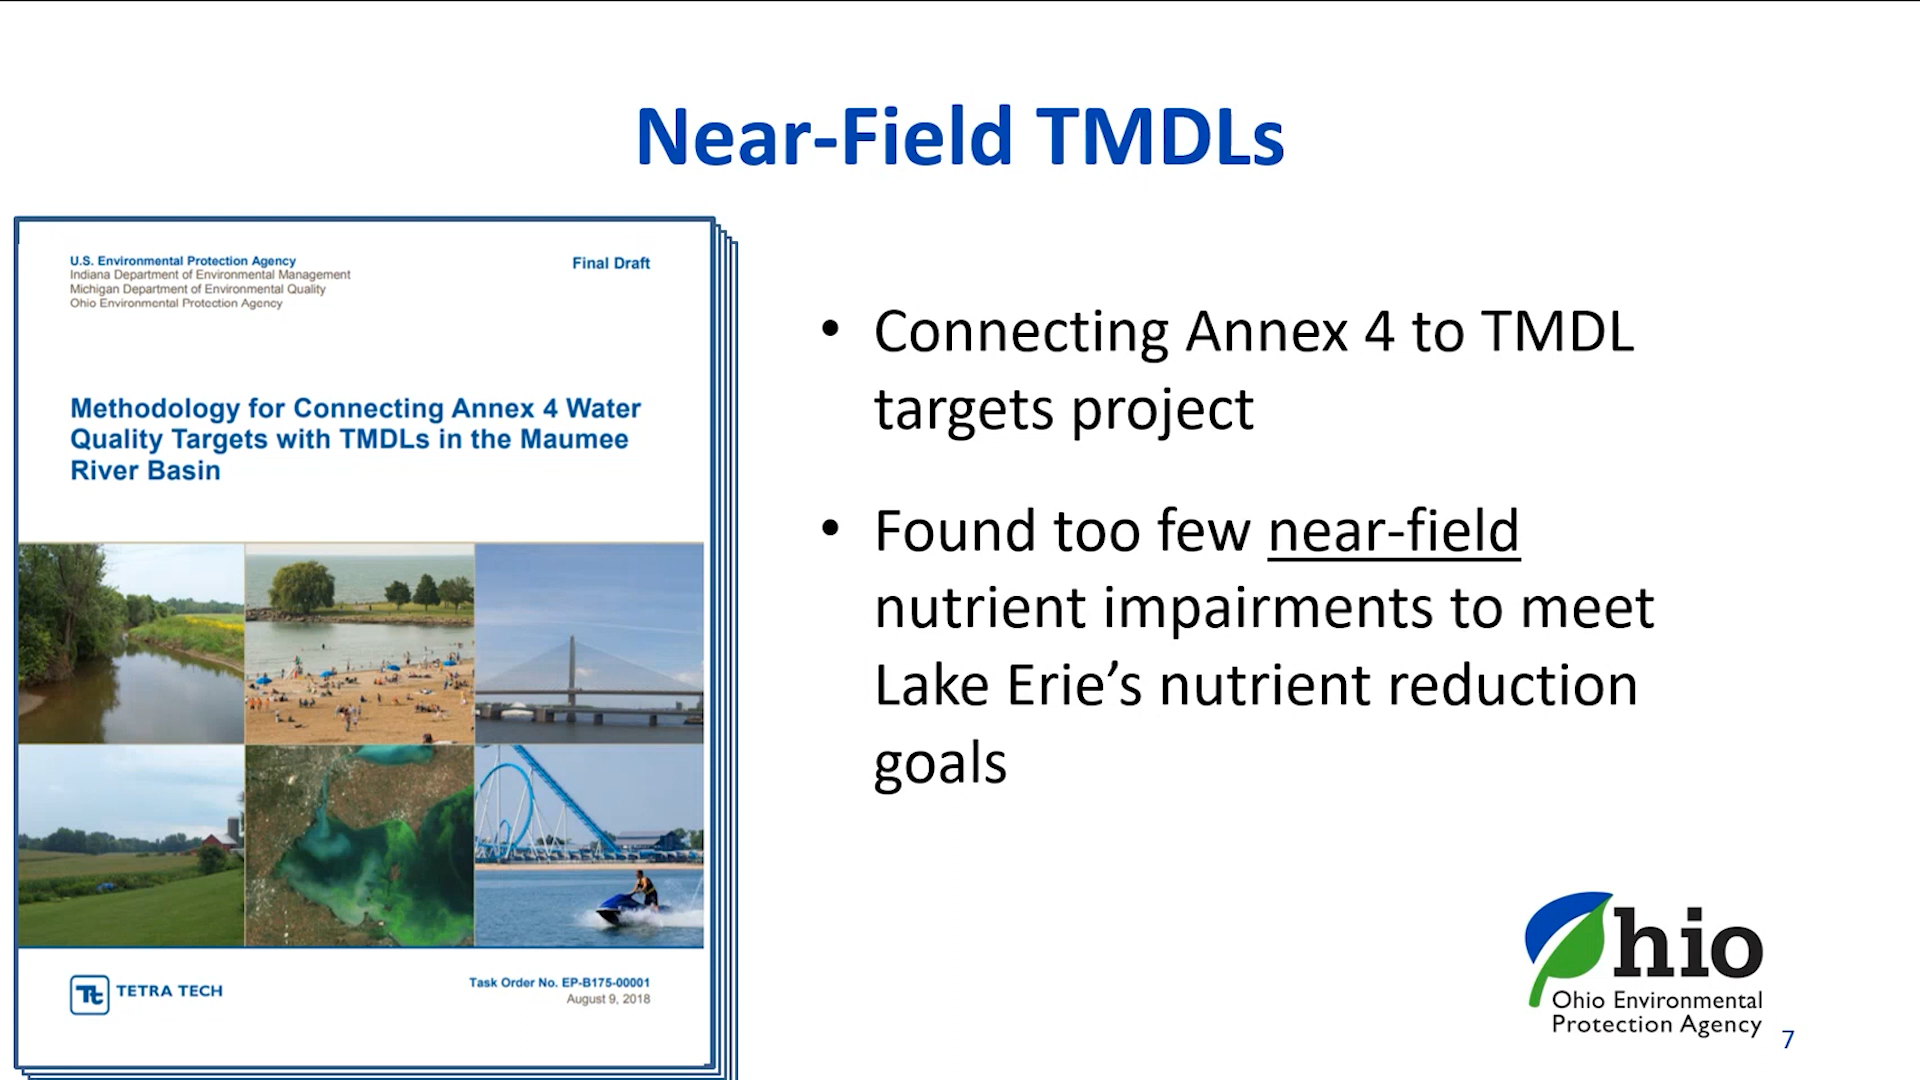 Near-Field TMDLs
U.S. Environmental Protection Agency
Indiana Department of Environmental Management
Michigan Department of Environmental Quality
Ohio Environmental Protection Agency
Final Draft
Methodology for Connecting Annex 4 Water
Quality Targets with TMDLs in the Maumee
River Basin
Tt TETRA TECH
Task Order No. EP-B175-00001
August 9, 2018
• Connecting Annex 4 to TMDL
targets project
• Found too few near-field
nutrient impairments to meet
Lake Erie’s nutrient reduction
goals
Ohio
Ohio Environmental
Protection Agency
7